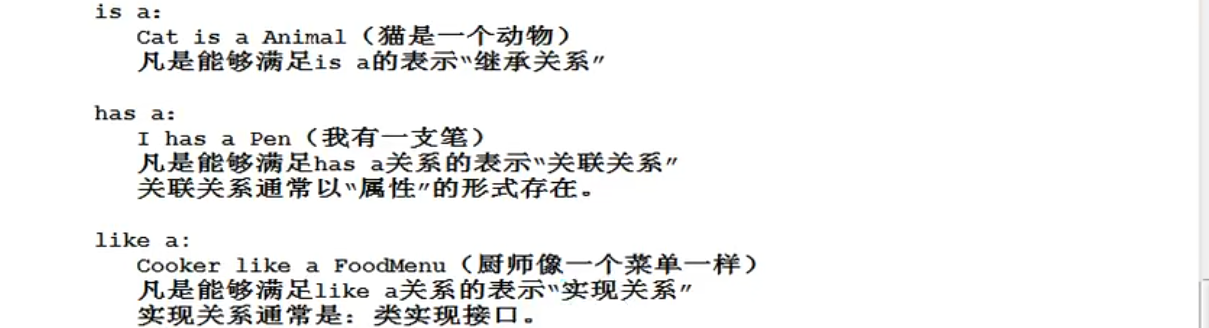 is a:
Cat is a Animal（猫是一个动物）
凡是能够满足is a的表示“继承关系”
has a:
I has a Pen（我有一支笔）
凡是能够满足has a关系的表示“关联关系”
关联关系通常以“属性”的形式存在。
like a:
Cooker like a FoodMenu（厨师像一个菜单一样）
凡是能够满足like a关系的表示“实现关系”
实现关系通常是：类实现接口。